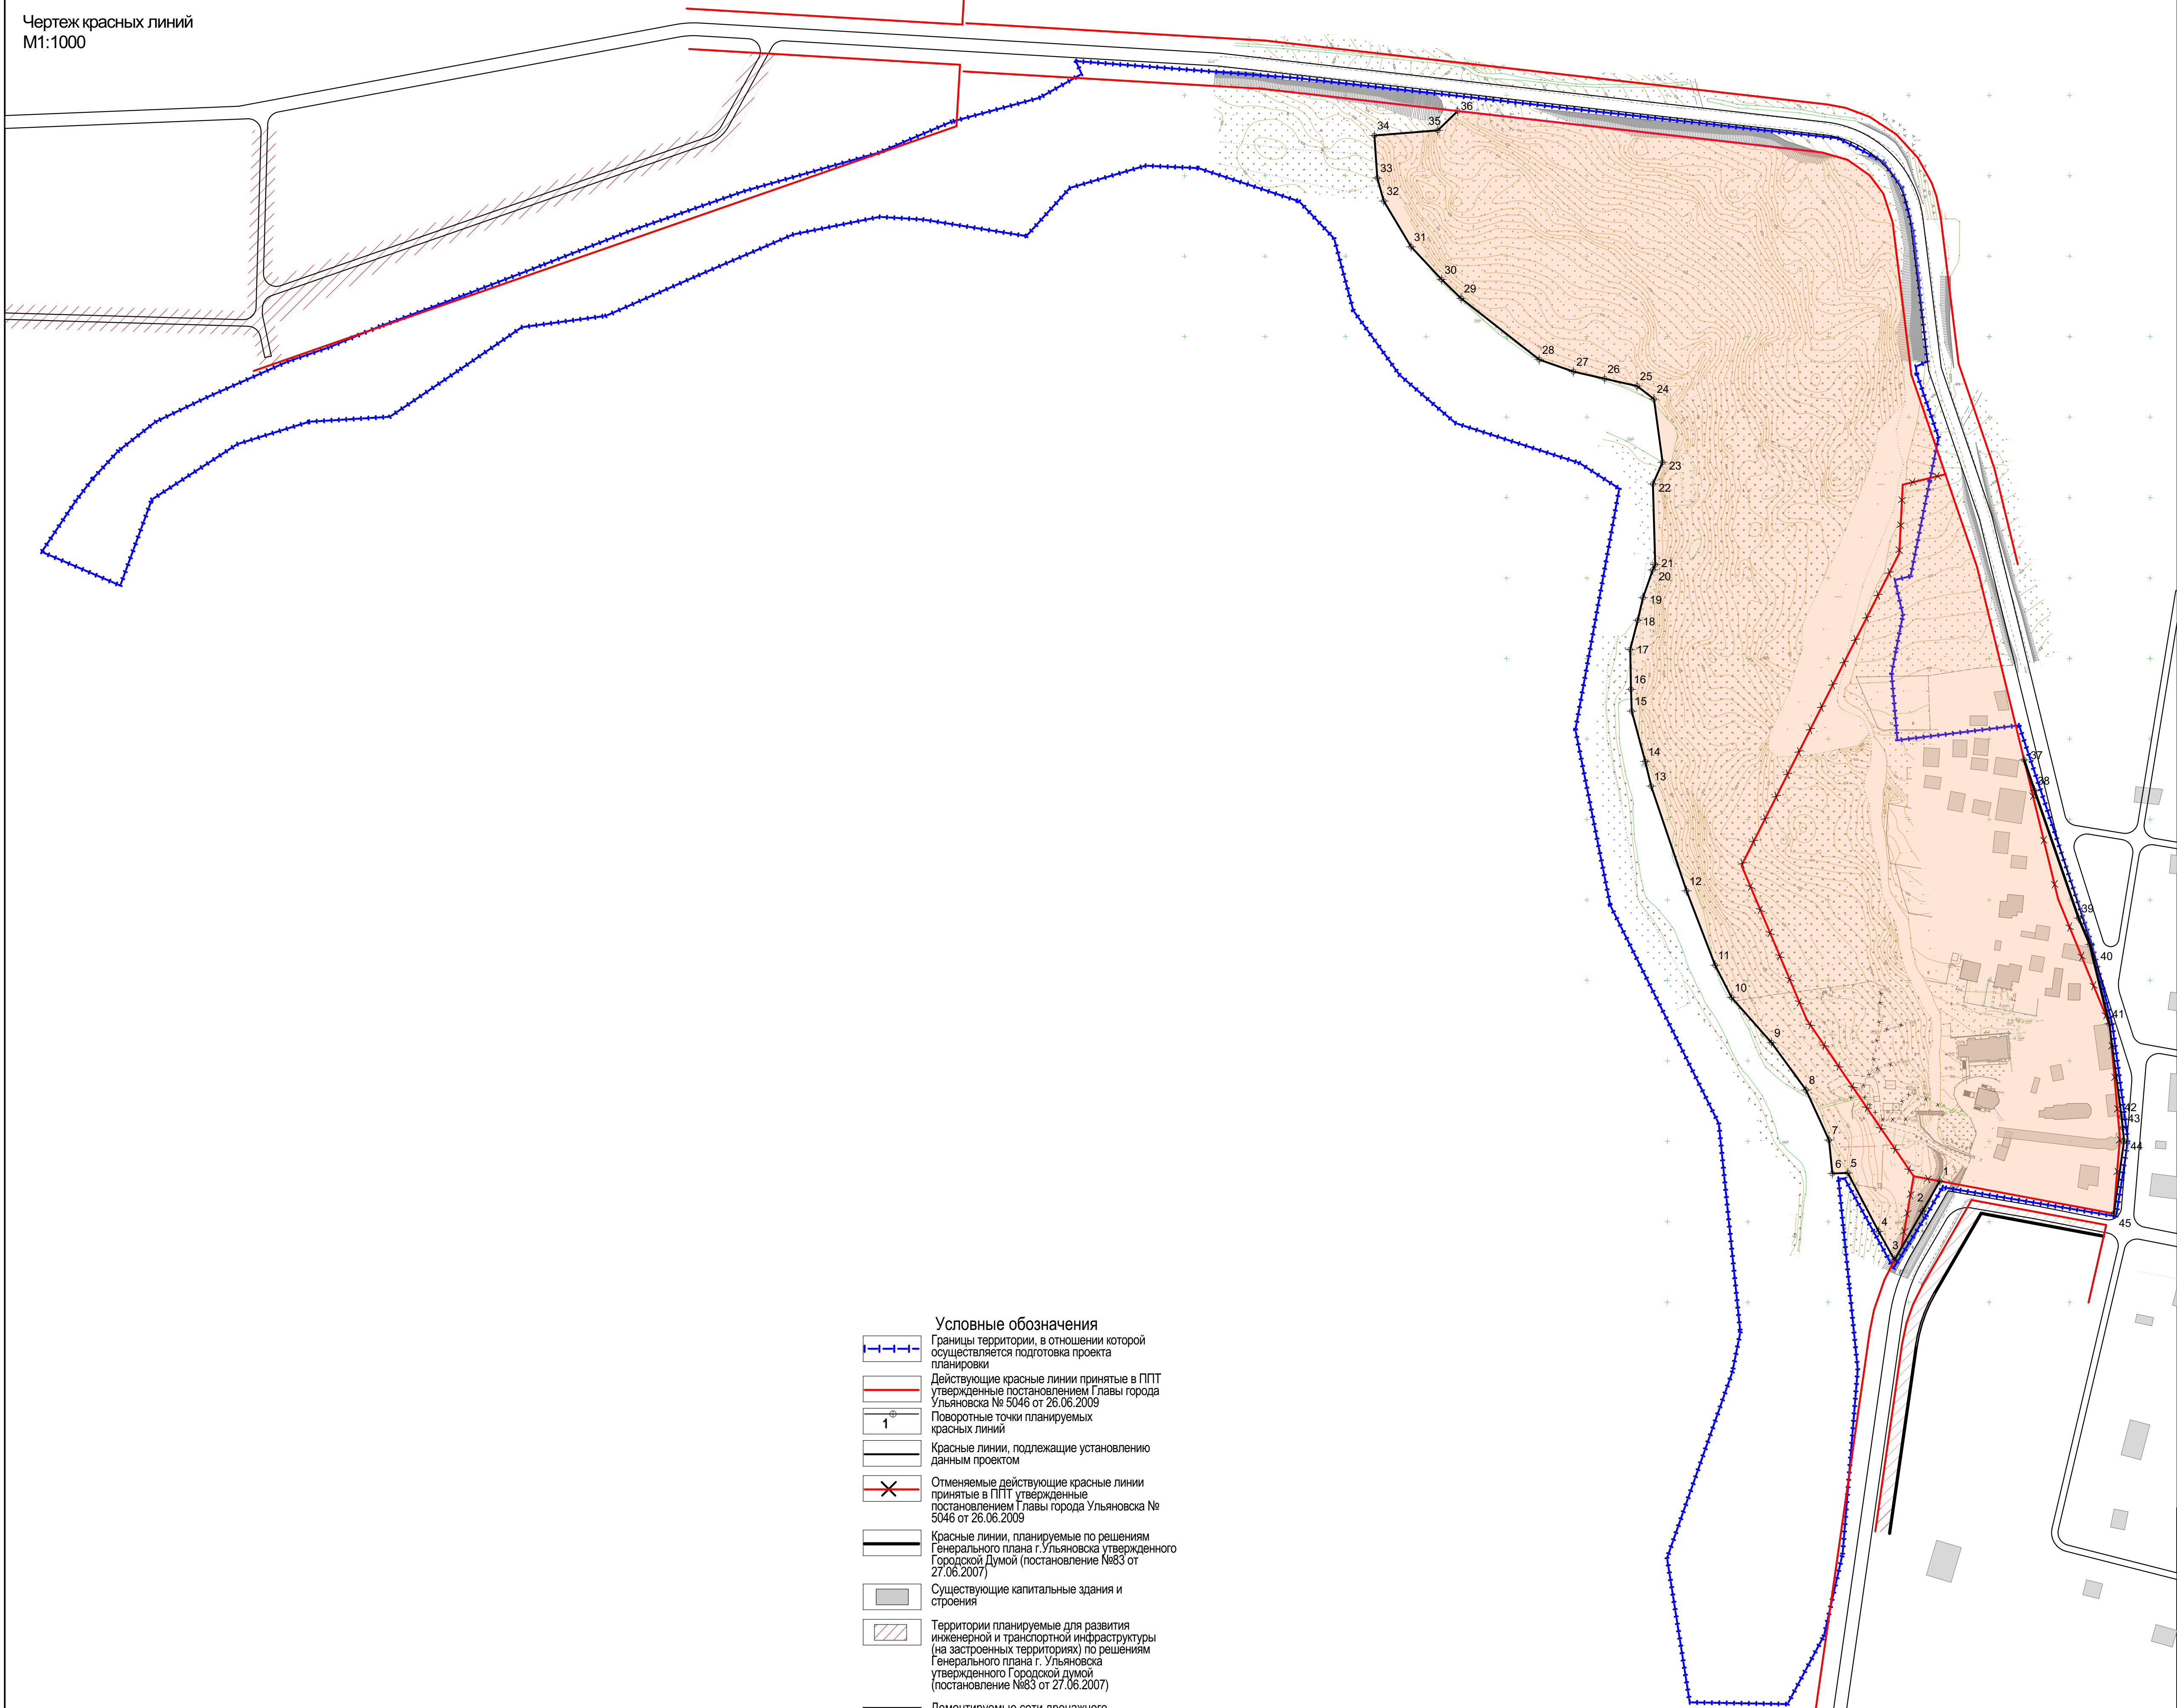 Чертеж красных линий
М1:1000
36
35
34
33
32
31
30
29
28
27
26
25
24
23
22
21
20
19
18
17
16
15
14
13
37
38
12
39
40
11
10
41
9
8
42
43
7
44
6
5
1
2
45
4
3
Условные обозначения
Границы территории, в отношении которой
осуществляется подготовка проекта
планировки
Действующие красные линии принятые в ППТ
утвержденные постановлением Главы города
Ульяновска № 5046 от 26.06.2009
1
Поворотные точки планируемых
красных линий
Красные линии, подлежащие установлению
данным проектом
Отменяемые действующие красные линии
принятые в ППТ утвержденные
постановлением Главы города Ульяновска №
5046 от 26.06.2009
Красные линии, планируемые по решениям
Генерального плана г.Ульяновска утвержденного
Городской Думой (постановление №83 от
27.06.2007)
Существующие капитальные здания и
строения
Территории планируемые для развития
инженерной и транспортной инфраструктуры
(на застроенных территориях) по решениям
Генерального плана г. Ульяновска
утвержденного Городской думой
(постановление №83 от 27.06.2007)